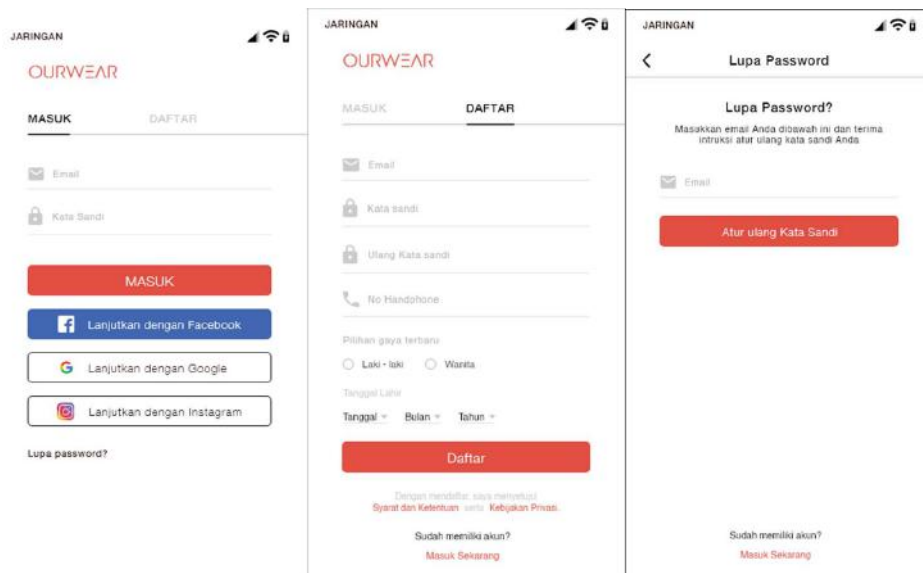 JARINGAN
OURWEAR
MASUK DAFTAR
Email
Kata Sandi
MASUK
Lanjutkan dengan Facebook
Lanjutkan dengan Google
Lanjutkan dengan Instagram
Lupa password?
JARINGAN
OURWEAR
MASUK DAFTAR
Email
Kata sandi
Ulang Kata sandi
No Handohone
Pilihan gaya terbaru
Laki - laki Wanita
Tanggal Lahir
Tanggal Bulan Tahun
Daftar
Dengan mendaftar, saya menyetusi
Syarat dan Ketentuan serta Kebijakan Privasi.
Sudah memiliki akun?
Masuk Sekarang
JARINGAN
Lupa Password
Lupa Password?
Masukkan email Anda dibawah ini dan terima
intruksi atur ulang kata sandi Anda
Email
Atur ulang Kata Sandi
Sudah memiliki akun?
Masuk Sekarang